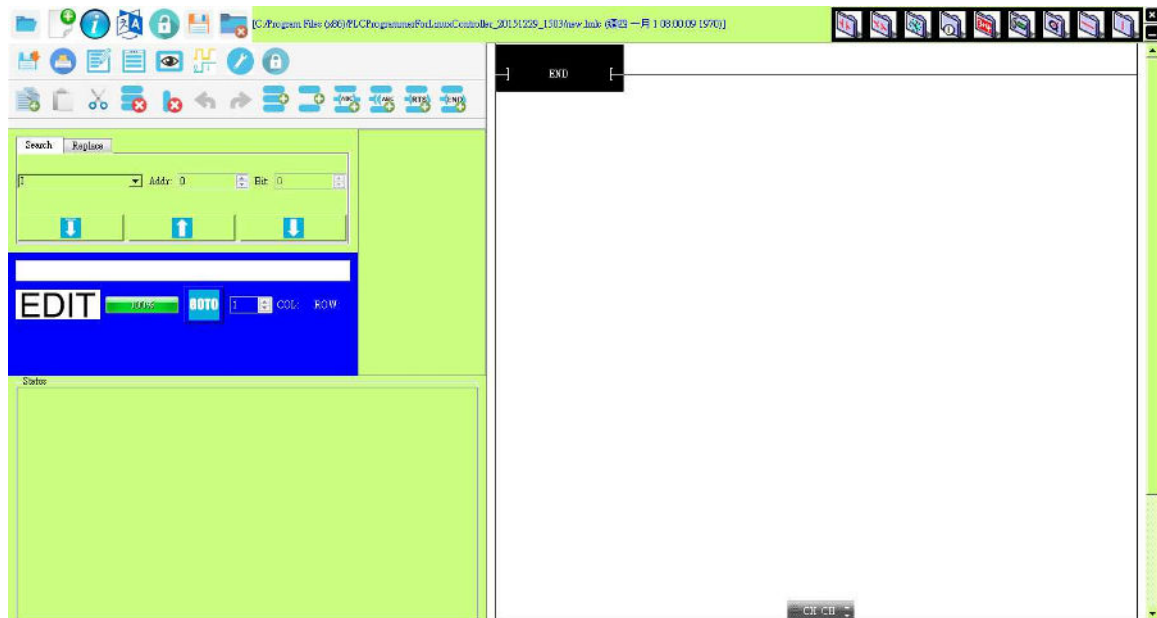 [C:/Program Files (x86)/PLCProgrammerForLinuxController_20151229_1503/new.lmlc (週四 一月 1 08:00:09 1970)]
END
Search Replace
I Addr: 0 Bit: 0
EDIT 100% GOTO 1 COL: ROW:
Status
CH CH